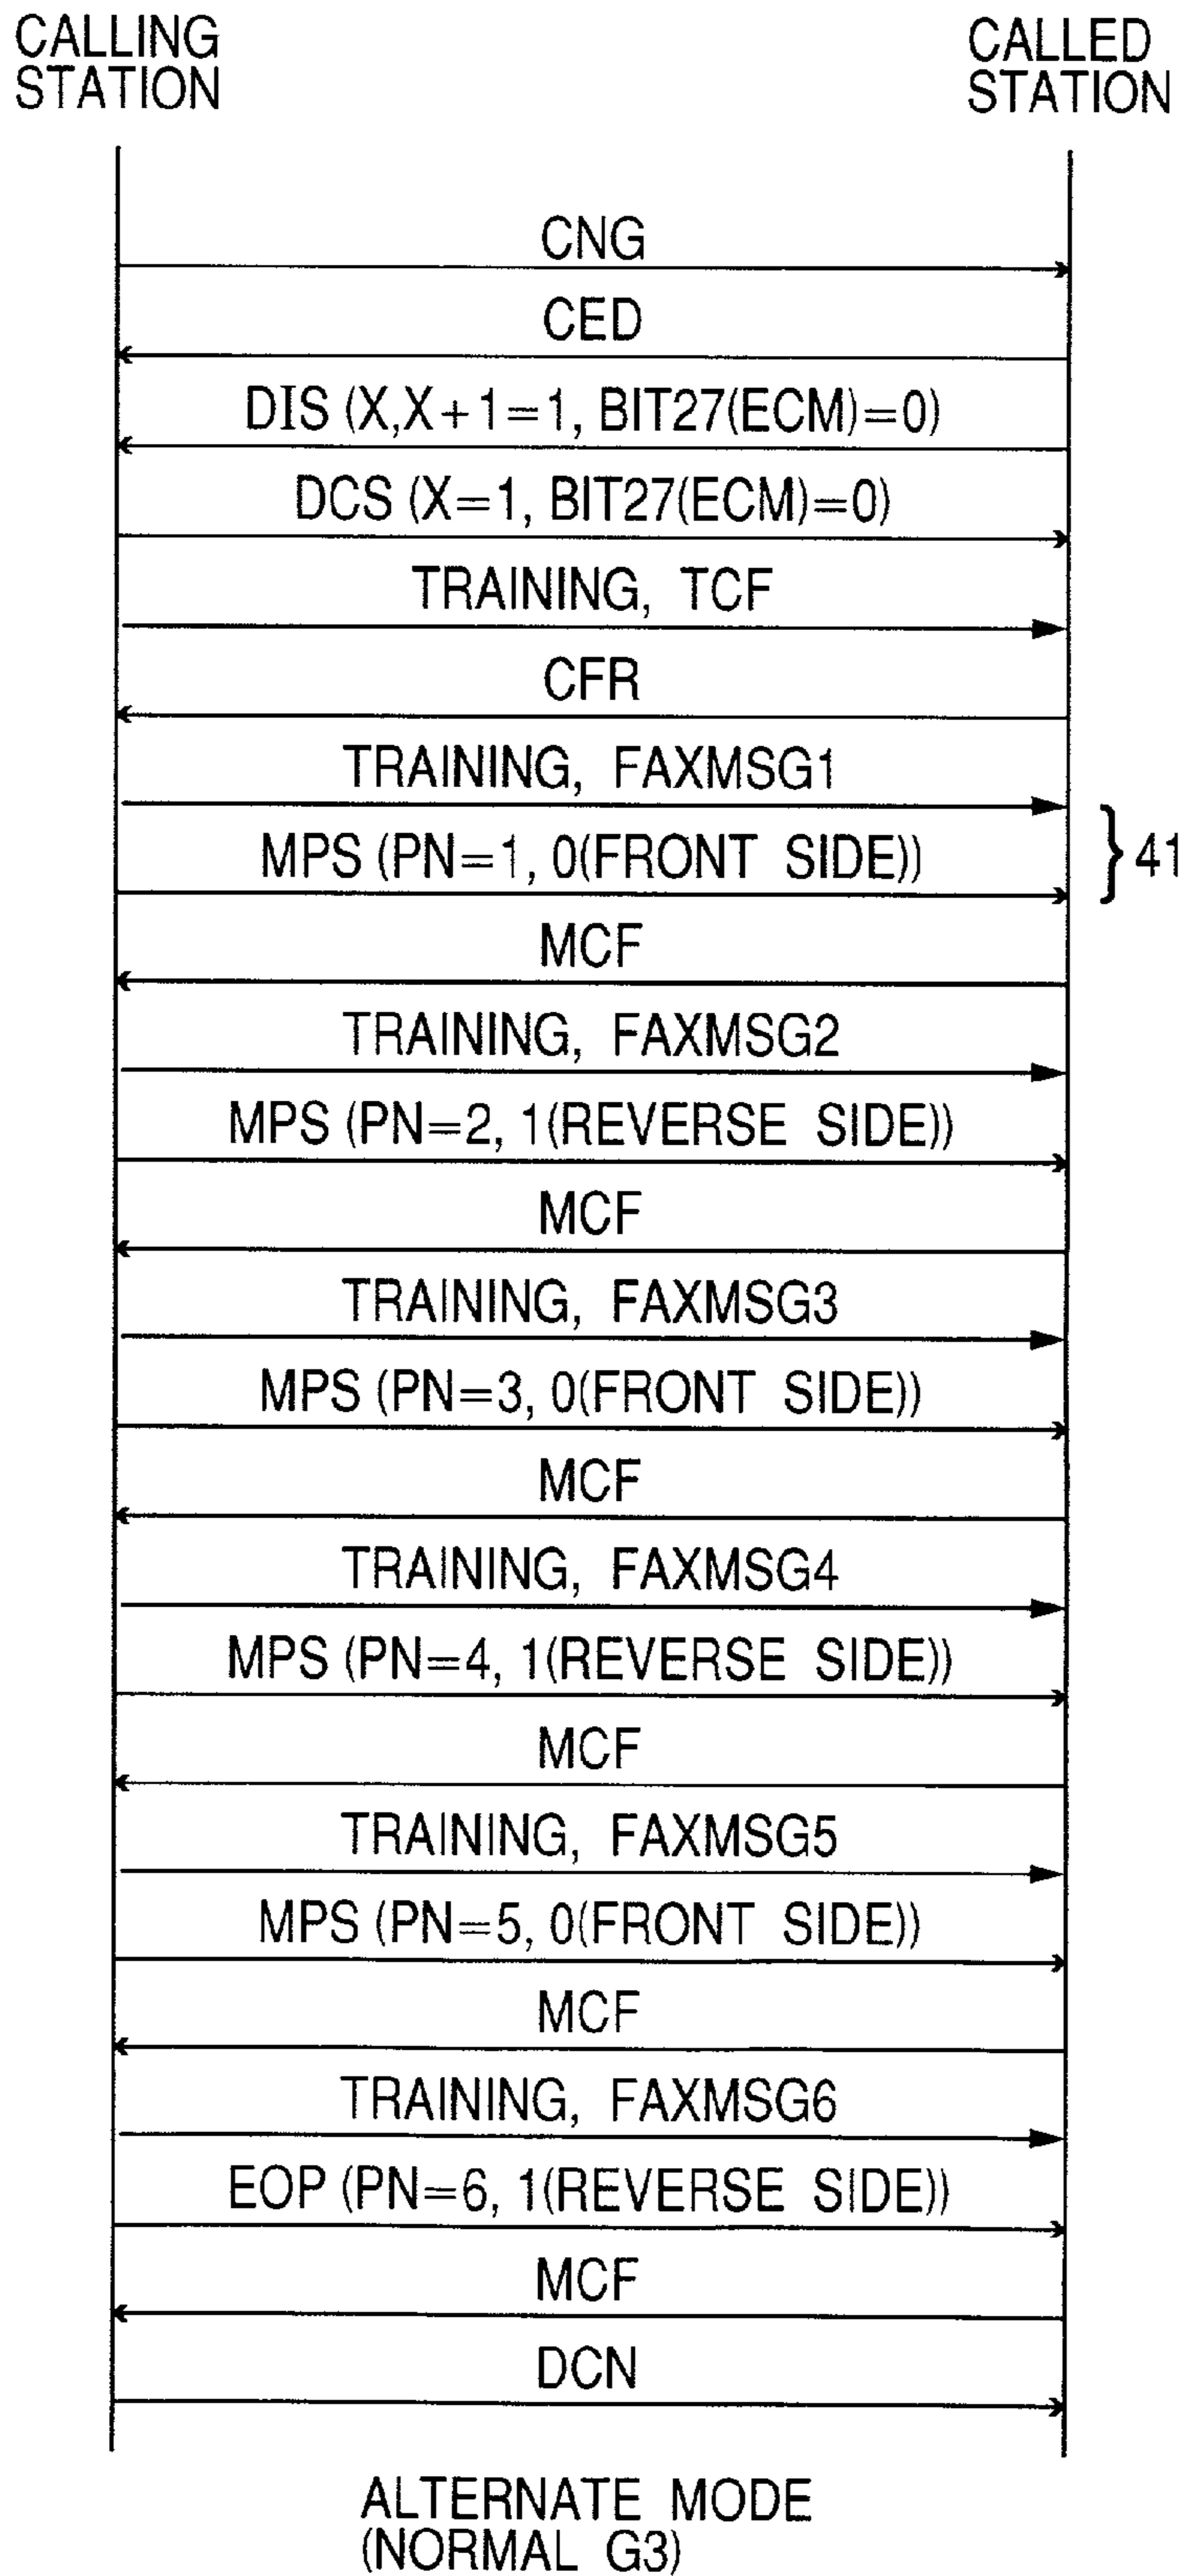 CALLING
STATION
CALLED
STATION
CNG
CED
DIS (X,X+1=1, BIT27(ECM)=0)
DCS (X=1, BIT27(ECM)=0)
TRAINING, TCF
CFR
TRAINING, FAXMSG1
MPS (PN=1, 0(FRONT SIDE))
41
MCF
TRAINING, FAXMSG2
MPS (PN=2, 1(REVERSE SIDE))
MCF
TRAINING, FAXMSG3
MPS (PN=3, 0(FRONT SIDE))
MCF
TRAINING, FAXMSG4
MPS (PN=4, 1(REVERSE SIDE))
MCF
TRAINING, FAXMSG5
MPS (PN=5, 0(FRONT SIDE))
MCF
TRAINING, FAXMSG6
EOP (PN=6, 1(REVERSE SIDE))
MCF
DCN
ALTERNATE MODE
(NORMAL G3)